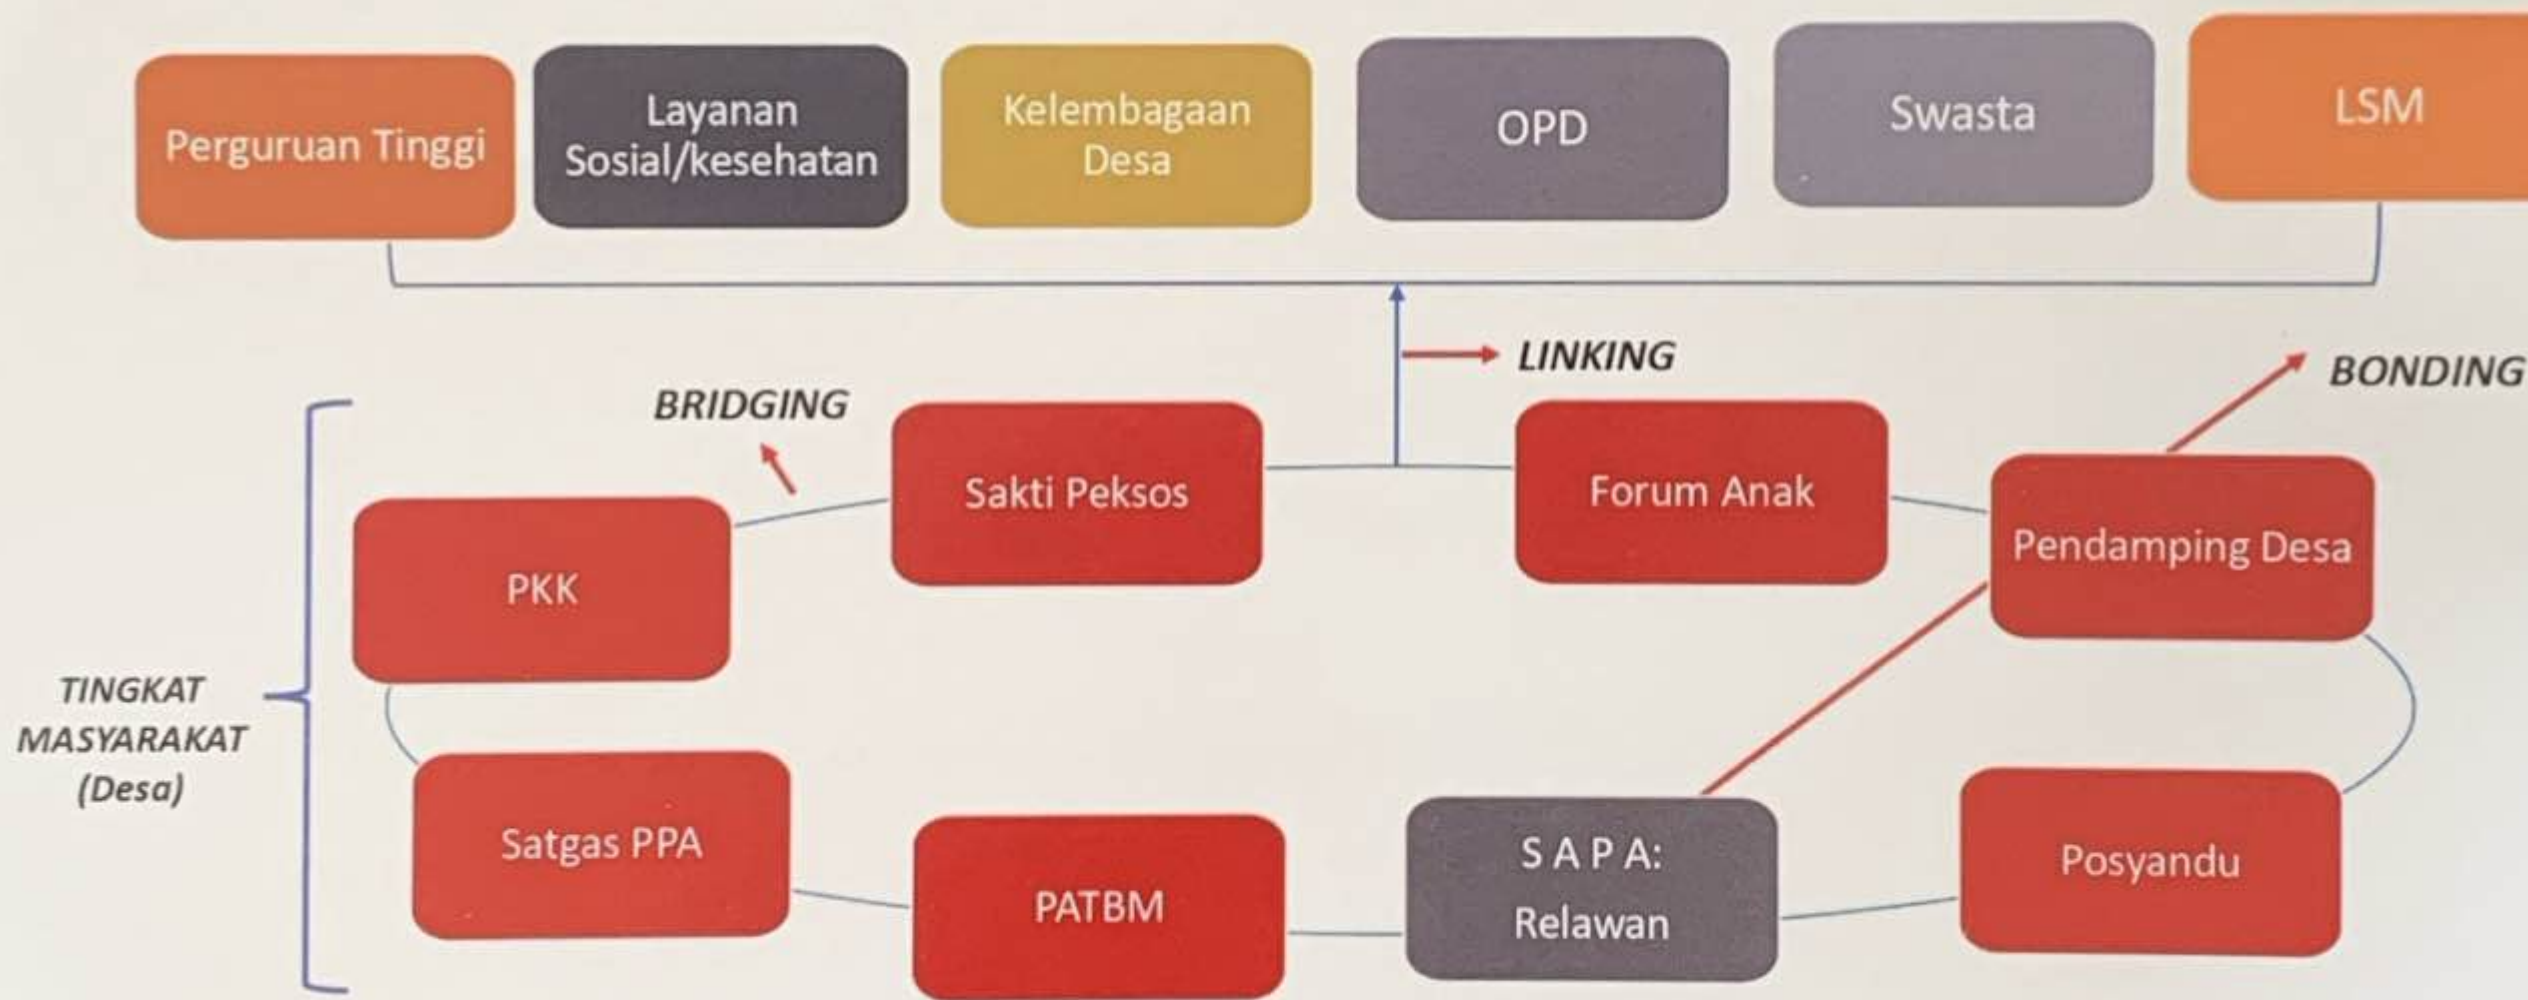 Perguruan Tinggi
Layanan
Sosial/kesehatan
Kelembagaan
Desa
OPD
Swasta
LSM
LINKING
BONDING
BRIDGING
Sakti Peksos
Forum Anak
Pendamping Desa
PKK
TINGKAT
MASYARAKAT
(Desa)
Satgas PPA
PATBM
S A P A:
Relawan
Posyandu